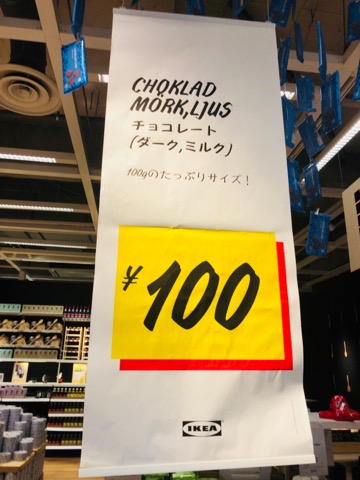 CHOKLAD
MÖRK,LJUS
チョコレート
(ダーク,ミルク)
100gのたっぷりサイズ!
¥100
IKEA